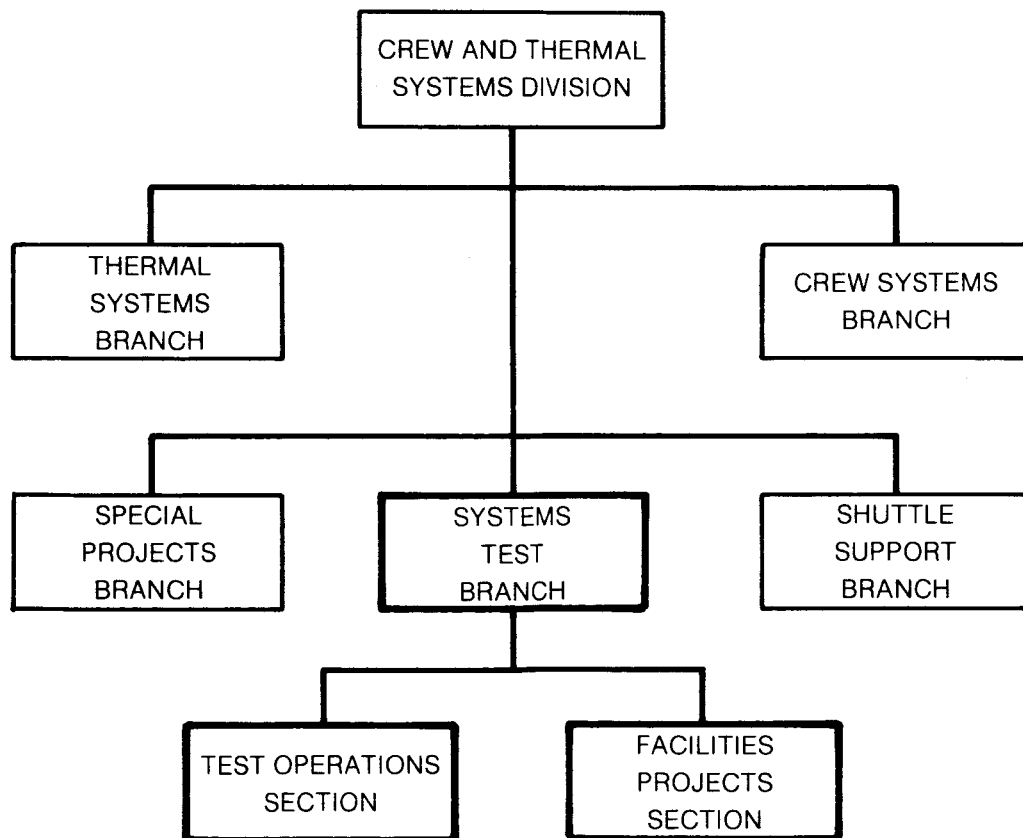 CREW AND THERMAL
SYSTEMS DIVISION
THERMAL
SYSTEMS
BRANCH
CREW SYSTEMS
BRANCH
SPECIAL
PROJECTS
BRANCH
SYSTEMS
TEST
BRANCH
SHUTTLE
SUPPORT
BRANCH
TEST OPERATIONS
SECTION
FACILITIES
PROJECTS
SECTION